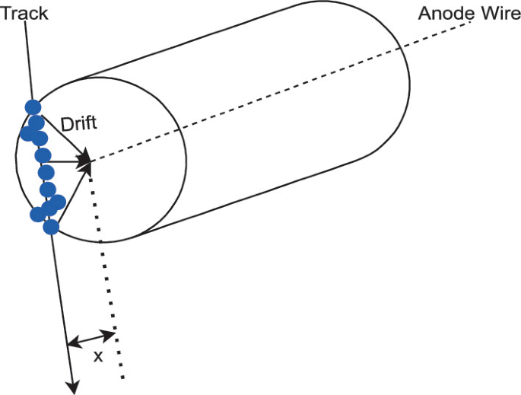 Track
Anode Wire
Drift
x